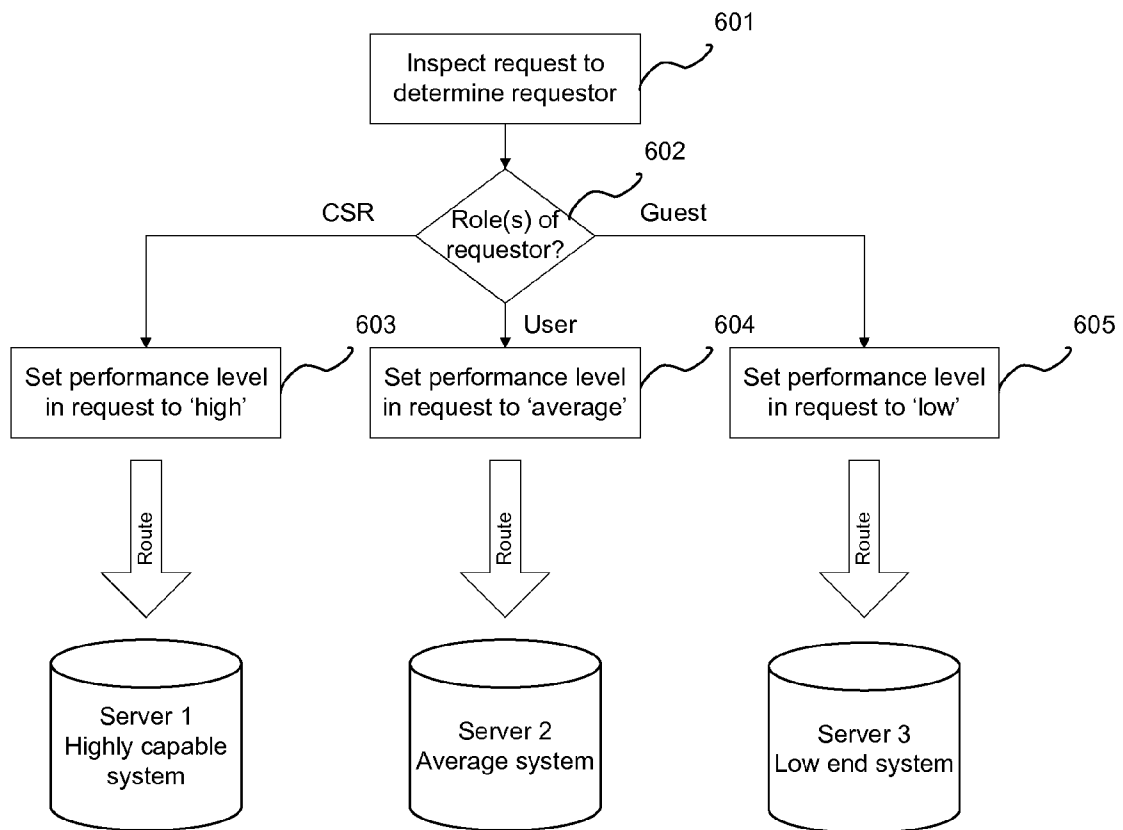 601
Inspect request to
determine requestor
602
CSR
Role(s) of
requestor?
Guest
User
603
604
605
Set performance level
in request to ‘high’
Set performance level
in request to ‘average’
Set performance level
in request to ‘low’
Route
Route
Route
Server 1
Highly capable
system
Server 2
Average system
Server 3
Low end system